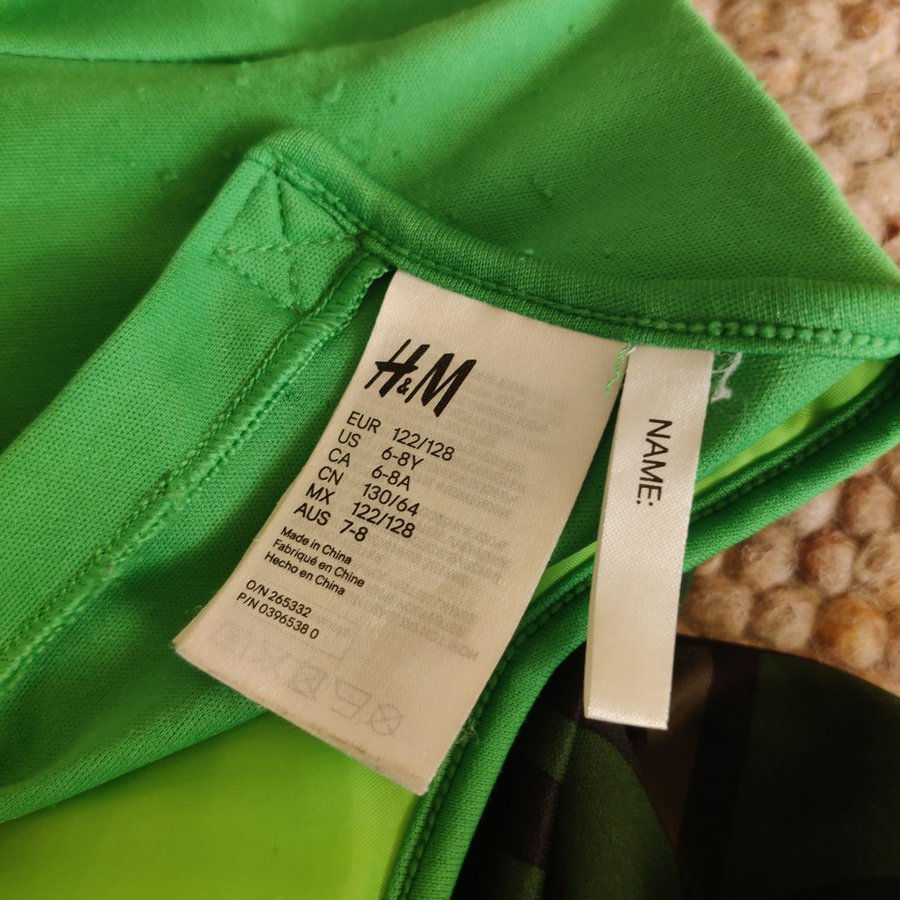 H&M
EUR 122/128
US 6-8Y
CA 6-8A
CN 130/64
MX 122/128
AUS 7-8
Made in China
Fabriqué en Chine
Hecho en China
O/N 265332
P/N 0396538 0
NAME: